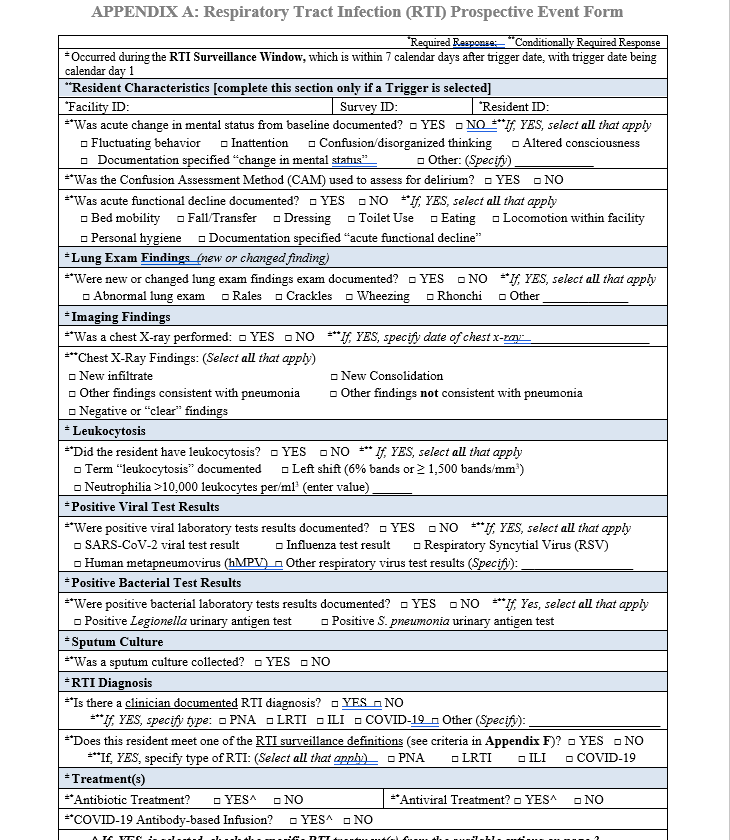 APPENDIX A: Respiratory Tract Infection (RTI) Prospective Event Form
*Required Response: **Conditionally Required Response
±Occurred during the RTI Surveillance Window, which is within 7 calendar days after trigger date, with trigger date being
calendar day 1
**Resident Characteristics [complete this section only if a Trigger is selected]
*Facility ID: Survey ID: *Resident ID:
±*Was acute change in mental status from baseline documented? □ YES □ NO ±**If, YES, select all that apply
□ Fluctuating behavior □ Inattention □ Confusion/disorganized thinking □ Altered consciousness
□ Documentation specified “change in mental status” □ Other: (Specify) ____________
±*Was the Confusion Assessment Method (CAM) used to assess for delirium? □ YES □ NO
±*Was acute functional decline documented? □ YES □ NO ±**If, YES, select all that apply
□ Bed mobility □ Fall/Transfer □ Dressing □ Toilet Use □ Eating □ Locomotion within facility
□ Personal hygiene □ Documentation specified “acute functional decline”
± Lung Exam Findings (new or changed finding)
±*Were new or changed lung exam findings exam documented? □ YES □ NO ±**If, YES, select all that apply
□ Abnormal lung exam □ Rales □ Crackles □ Wheezing □ Rhonchi □ Other _____________
± Imaging Findings
±*Was a chest X-ray performed: □ YES □ NO ±**If, YES, specify date of chest x-ray: __________________
±**Chest X-Ray Findings: (Select all that apply)
□ New infiltrate □ New Consolidation
□ Other findings consistent with pneumonia □ Other findings not consistent with pneumonia
□ Negative or “clear” findings
± Leukocytosis
±*Did the resident have leukocytosis? □ YES □ NO ±** If, YES, select all that apply
□ Term “leukocytosis” documented □ Left shift (6% bands or ≥ 1,500 bands/mm³)
□ Neutrophilia >10,000 leukocytes per/ml³ (enter value) ______
± Positive Viral Test Results
±*Were positive viral laboratory tests results documented? □ YES □ NO ±**If, YES, select all that apply
□ SARS-CoV-2 viral test result □ Influenza test result □ Respiratory Syncytial Virus (RSV)
□ Human metapneumovirus (hMPV) □ Other respiratory virus test results (Specify): _________________
± Positive Bacterial Test Results
±*Were positive bacterial laboratory tests results documented? □ YES □ NO ±**If, Yes, select all that apply
□ Positive Legionella urinary antigen test □ Positive S. pneumonia urinary antigen test
± Sputum Culture
±*Was a sputum culture collected? □ YES □ NO
± RTI Diagnosis
±*Is there a clinician documented RTI diagnosis? □ YES □ NO
±**If, YES, specify type: □ PNA □ LRTI □ ILI □ COVID-19 □ Other (Specify): ____________________
±*Does this resident meet one of the RTI surveillance definitions (see criteria in Appendix F)? □ YES □ NO
±**If, YES, specify type of RTI: (Select all that apply) □ PNA □ LRTI □ ILI □ COVID-19
± Treatment(s)
±*Antibiotic Treatment? □ YES^ □ NO ±*Antiviral Treatment? □ YES^ □ NO
±*COVID-19 Antibody-based Infusion? □ YES^ □ NO